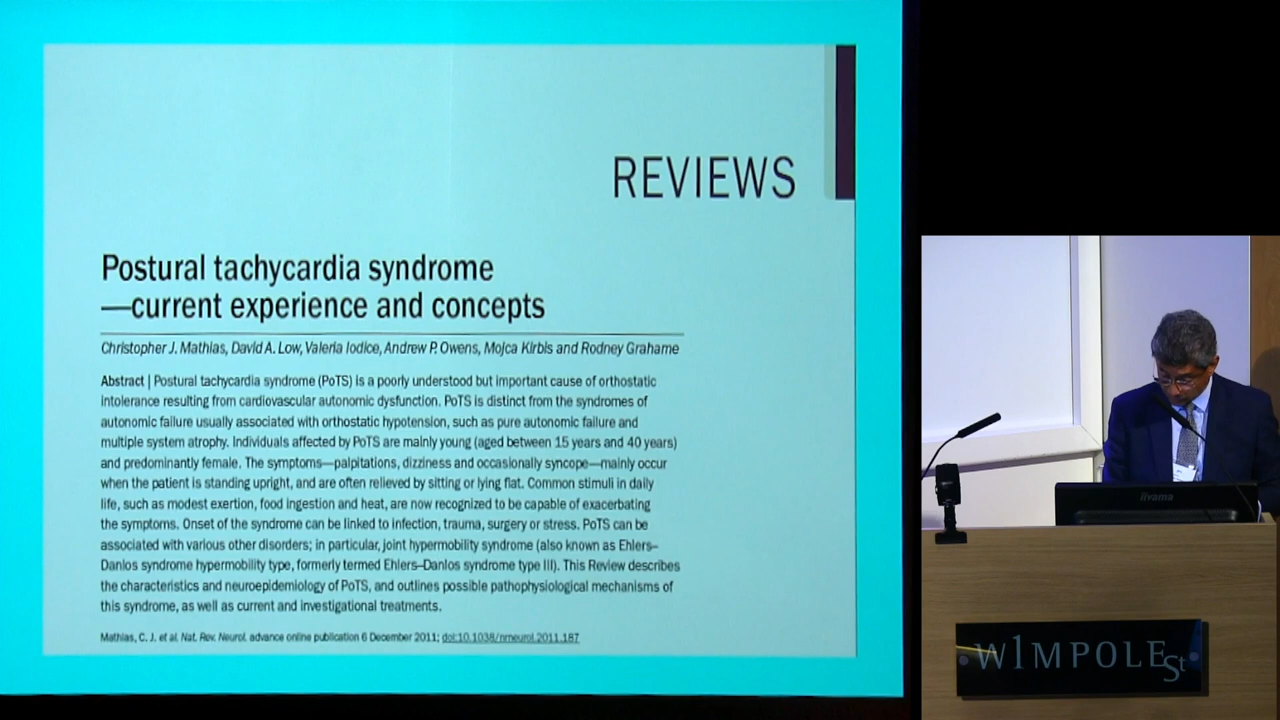 REVIEWS
Postural tachycardia syndrome
—current experience and concepts
Christopher J. Mathias, David A. Low, Valeria Iodice, Andrew P. Owens, Mojca Kirbis and Rodney Grahame
Abstract | Postural tachycardia syndrome (PoTS) is a poorly understood but important cause of orthostatic
intolerance resulting from cardiovascular autonomic dysfunction. PoTS is distinct from the syndromes of
autonomic failure usually associated with orthostatic hypotension, such as pure autonomic failure and
multiple system atrophy. Individuals affected by PoTS are mainly young (aged between 15 years and 40 years)
and predominantly female. The symptoms—palpitations, dizziness and occasionally syncope—mainly occur
when the patient is standing upright, and are often relieved by sitting or lying flat. Common stimuli in daily
life, such as modest exertion, food ingestion and heat, are now recognized to be capable of exacerbating
the symptoms. Onset of the syndrome can be linked to infection, trauma, surgery or stress. PoTS can be
associated with various other disorders; in particular, joint hypermobility syndrome (also known as Ehlers–
Danlos syndrome hypermobility type, formerly termed Ehlers–Danlos syndrome type III). This Review describes
the characteristics and neuroepidemiology of PoTS, and outlines possible pathophysiological mechanisms of
this syndrome, as well as current and investigational treatments.
Mathias, C. J. et al. Nat. Rev. Neurol. advance online publication 6 December 2011; doi:10.1038/nrneurol.2011.187
iiyama
W1MPOLE St